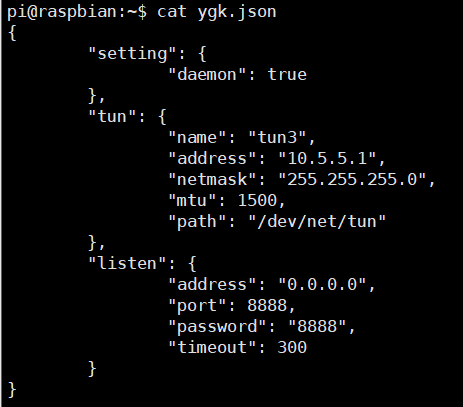 pi@raspbian:~$ cat ygk.json
{
        "setting": {
                "daemon": true
        },
        "tun": {
                "name": "tun3",
                "address": "10.5.5.1",
                "netmask": "255.255.255.0",
                "mtu": 1500,
                "path": "/dev/net/tun"
        },
        "listen": {
                "address": "0.0.0.0",
                "port": 8888,
                "password": "8888",
                "timeout": 300
        }
}